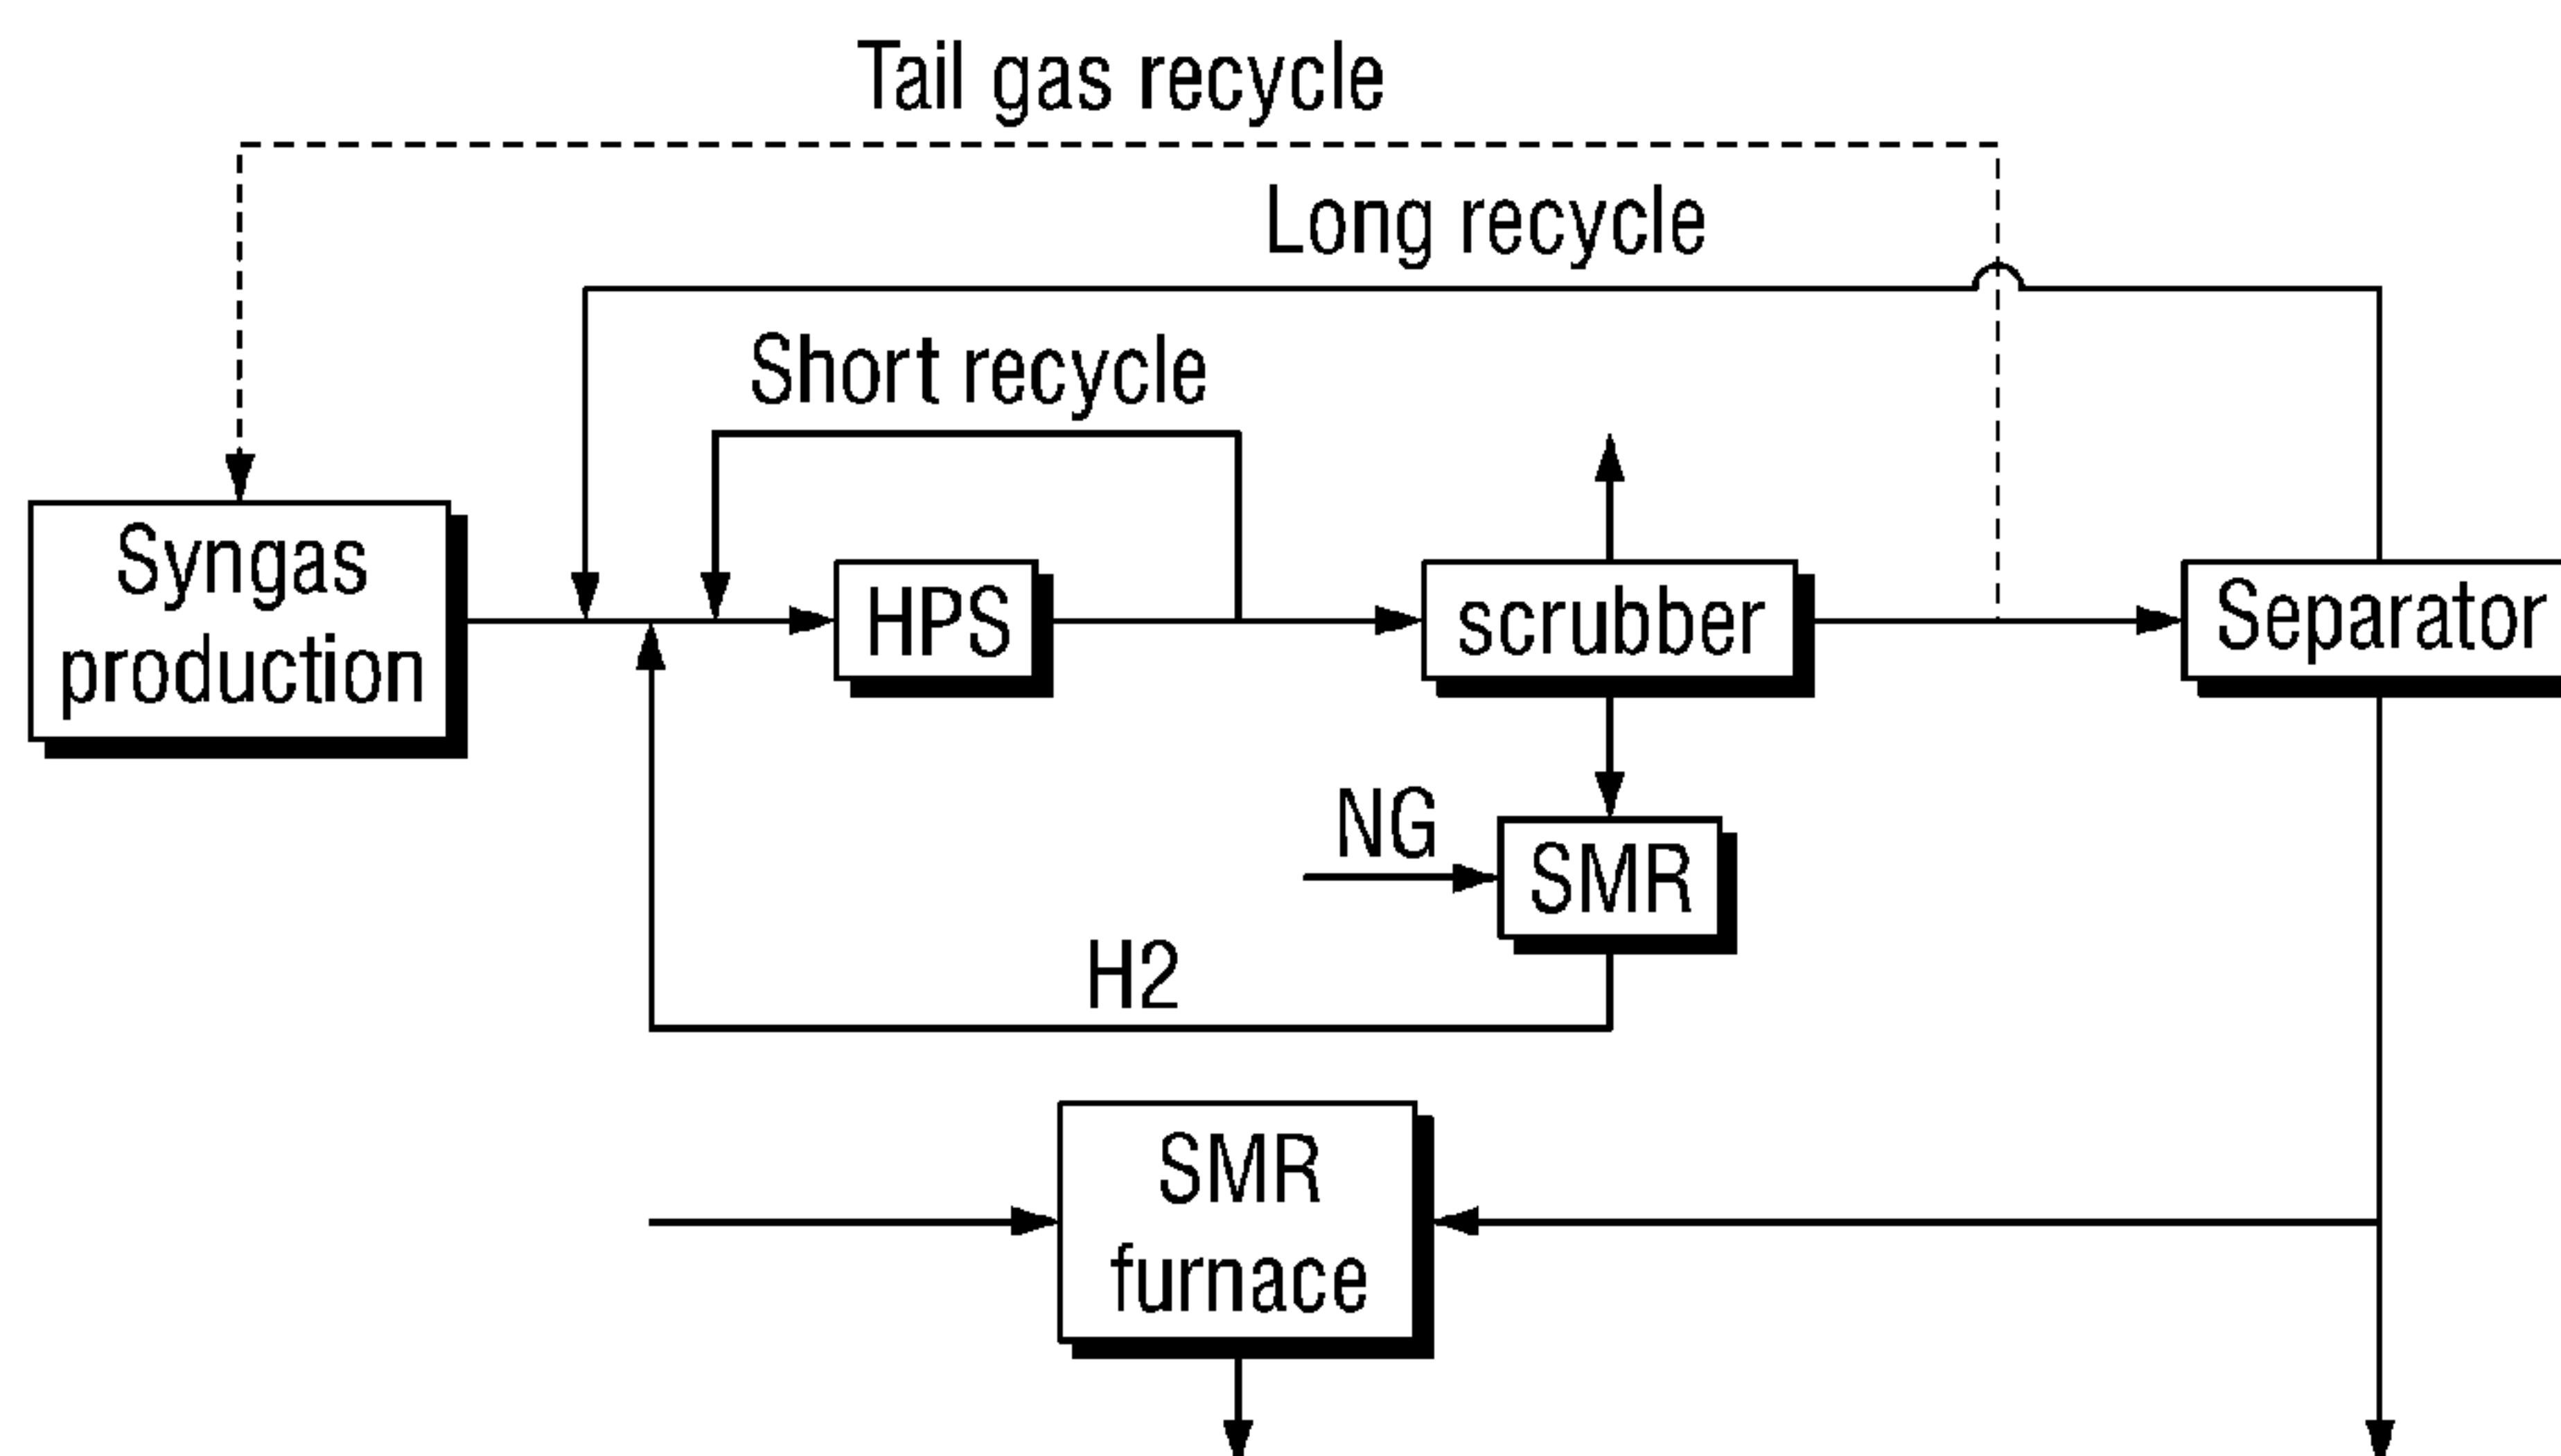 Tail gas recycle
Long recycle
Short recycle
Syngas
production
HPS
scrubber
Separator
NG
SMR
H2
SMR
furnace